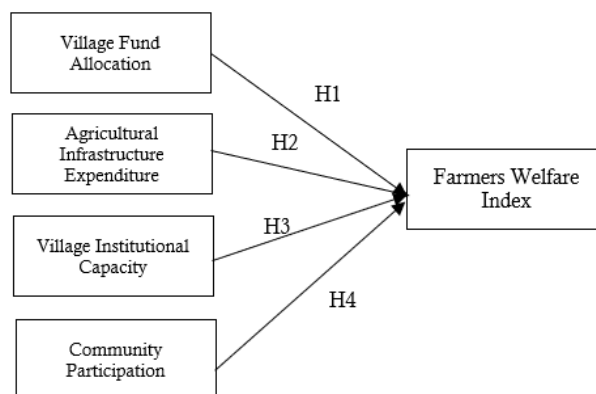 Village Fund
Allocation
H1
Agricultural
Infrastructure
Expenditure
H2
Farmers Welfare
Index
Village Institutional
Capacity
H3
H4
Community
Participation